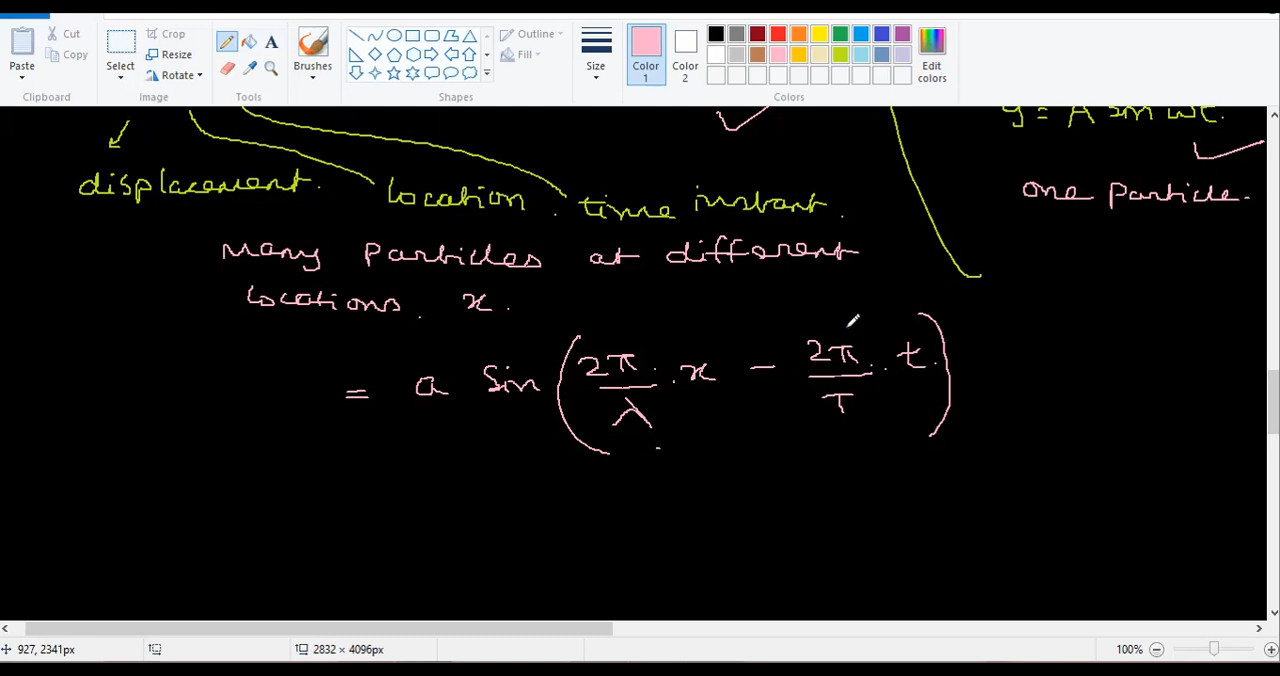 Cut
Copy
Paste
Clipboard
Select
Crop
Resize
Rotate
Image
Tools
Brushes
Outline
Fill
Shapes
Size
Color 1
Color 2
Edit colors
Colors
y = A sin wt.
displacement.
location.
time instant.
one Particle.
Many Particles at different
locations x.
= a sin (2π/λ . x − 2π/T . t)
927, 2341px
2832 × 4096px
100%